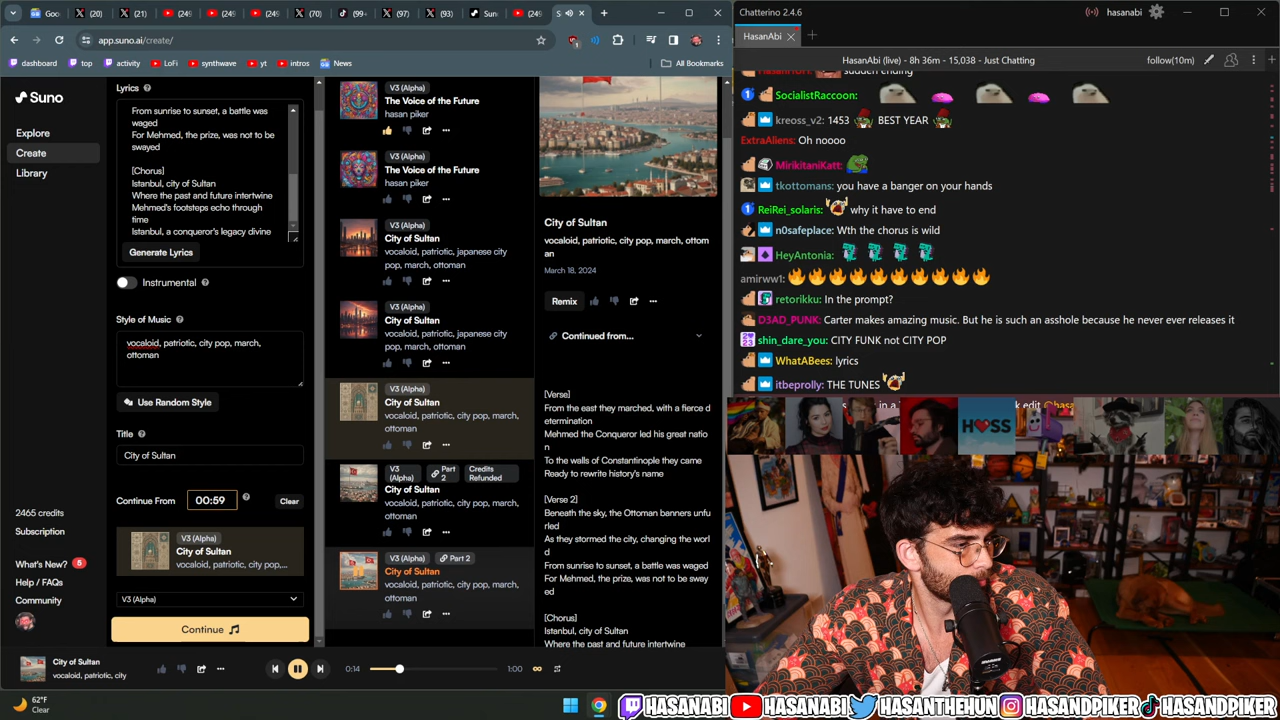 Goo
(20)
(21)
(249
(249
(249
(70)
(99+
(97)
(93)
Suno
(249
S
app.suno.ai/create/
dashboard
top
activity
LoFi
synthwave
yt
intros
News
All Bookmarks
Suno
Explore
Create
Library
2465 credits
Subscription
What's New?
5
Help / FAQs
Community
Lyrics
From sunrise to sunset, a battle was
waged
For Mehmed, the prize, was not to be
swayed
[Chorus]
Istanbul, city of Sultan
Where the past and future intertwine
Mehmed's footsteps echo through
time
Istanbul, a conqueror's legacy divine
Generate Lyrics
Instrumental
Style of Music
vocaloid, patriotic, city pop, march,
ottoman
Use Random Style
Title
City of Sultan
Continue From
00:59
Clear
V3 (Alpha)
City of Sultan
vocaloid, patriotic, city pop,...
V3 (Alpha)
Continue
V3 (Alpha)
The Voice of the Future
hasan piker
The Voice of the Future
hasan piker
V3 (Alpha)
City of Sultan
vocaloid, patriotic, japanese city
pop, march, ottoman
V3 (Alpha)
City of Sultan
vocaloid, patriotic, japanese city
pop, march, ottoman
V3 (Alpha)
City of Sultan
vocaloid, patriotic, city pop, march,
ottoman
V3
(Alpha)
Part
2
Credits
Refunded
City of Sultan
vocaloid, patriotic, city pop, march,
ottoman
V3 (Alpha)
Part 2
City of Sultan
vocaloid, patriotic, city pop, march,
ottoman
City of Sultan
vocaloid, patriotic, city pop, march, ottom
an
March 18, 2024
Remix
Continued from...
[Verse]
From the east they marched, with a fierce d
etermination
Mehmed the Conqueror led his great natio
n
To the walls of Constantinople they came
Ready to rewrite history's name
[Verse 2]
Beneath the sky, the Ottoman banners unfu
rled
As they stormed the city, changing the worl
d
From sunrise to sunset, a battle was waged
For Mehmed, the prize, was not to be sway
ed
[Chorus]
Istanbul, city of Sultan
Where the past and future intertwine
City of Sultan
vocaloid, patriotic, city
0:14
1:00
62°F
Clear
Chatterino 2.4.6
hasanabi
HasanAbi
HasanAbi (live) - 8h 36m - 15,038 - Just Chatting
follow(10m)
sudden ending
SocialistRaccoon:
kreoss_v2: 1453 BEST YEAR
ExtraAliens: Oh noooo
MirikitaniKatt:
tkottomans: you have a banger on your hands
ReiRei_solaris: why it have to end
n0safeplace: Wth the chorus is wild
HeyAntonia:
amirww1:
retorikku: In the prompt?
D3AD_PUNK: Carter makes amazing music. But he is such an asshole because he never ever releases it
shin_dare_you: CITY FUNK not CITY POP
WhatABees: lyrics
itbeprolly: THE TUNES
HOSS
HASANABI
HASANABI
HASANTHEHUN
HASANDPIKER
HASANDPIKER